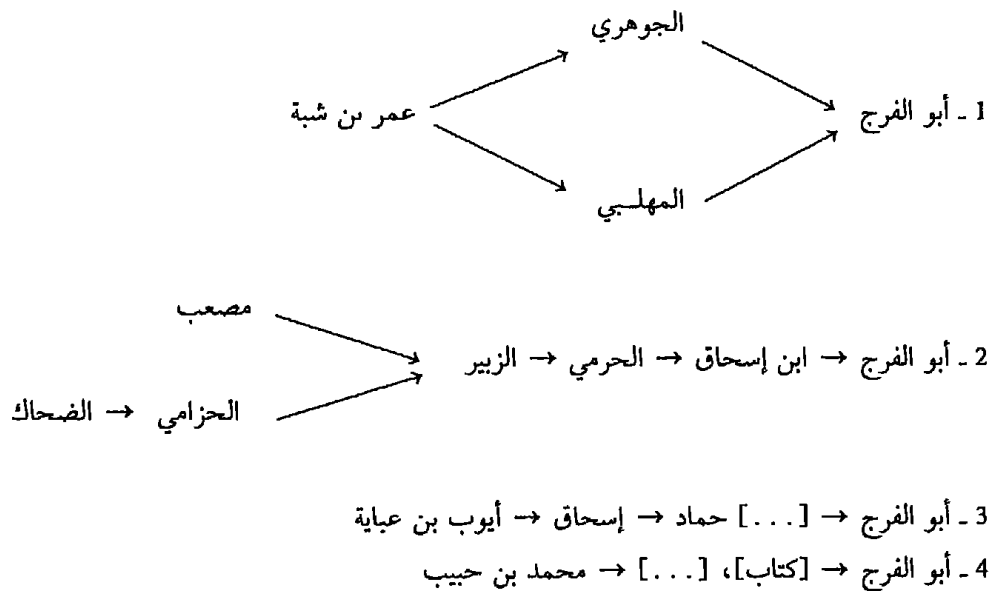 الجوهري
1 ـ أبو الفرج
عمر بن شبة
المهلـبي
مصعب
2 ـ أبو الفرج → ابن إسحاق → الحرمي → الزبير
الحزامي → الضحاك
3 ـ أبو الفرج → [...] حماد → إسحاق → أيوب بن عباية
4 ـ أبو الفرج → [كتاب]، [...] → محمد بن حبيب